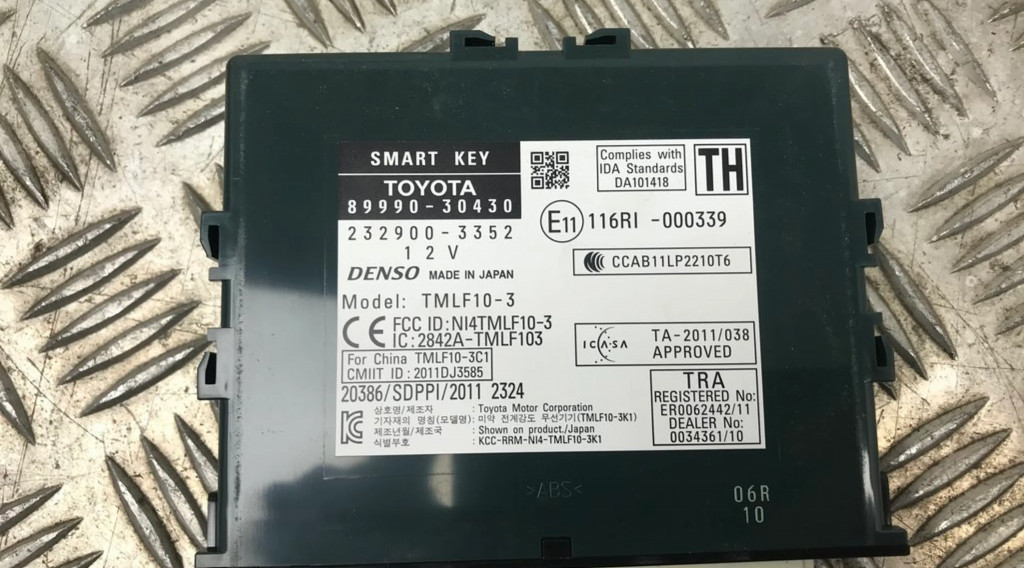 SMART KEY
TOYOTA
89990-30430
232900-3352
12V
DENSO MADE IN JAPAN
Model: TMLF10-3
CE FCC ID:NI4TMLF10-3
IC:2842A-TMLF103
For China TMLF10-3C1
CMIIT ID:2011DJ3585
20386/SDPPI/2011 2324
상호명/제조자 : Toyota Motor Corporation
기자재의 명칭(모델명): 미약 전계강도 무선기기(TMLF10-3K1)
제조년월/제조국 : Shown on product./Japan
식별부호 : KCC-RRM-NI4-TMLF10-3K1
Complies with
IDA Standards
DA101418
TH
E11 116RI -000339
CCAB11LP2210T6
ICASA
TA-2011/038
APPROVED
TRA
REGISTERED No:
ER0062442/11
DEALER No:
0034361/10
>ABS<
06R
10